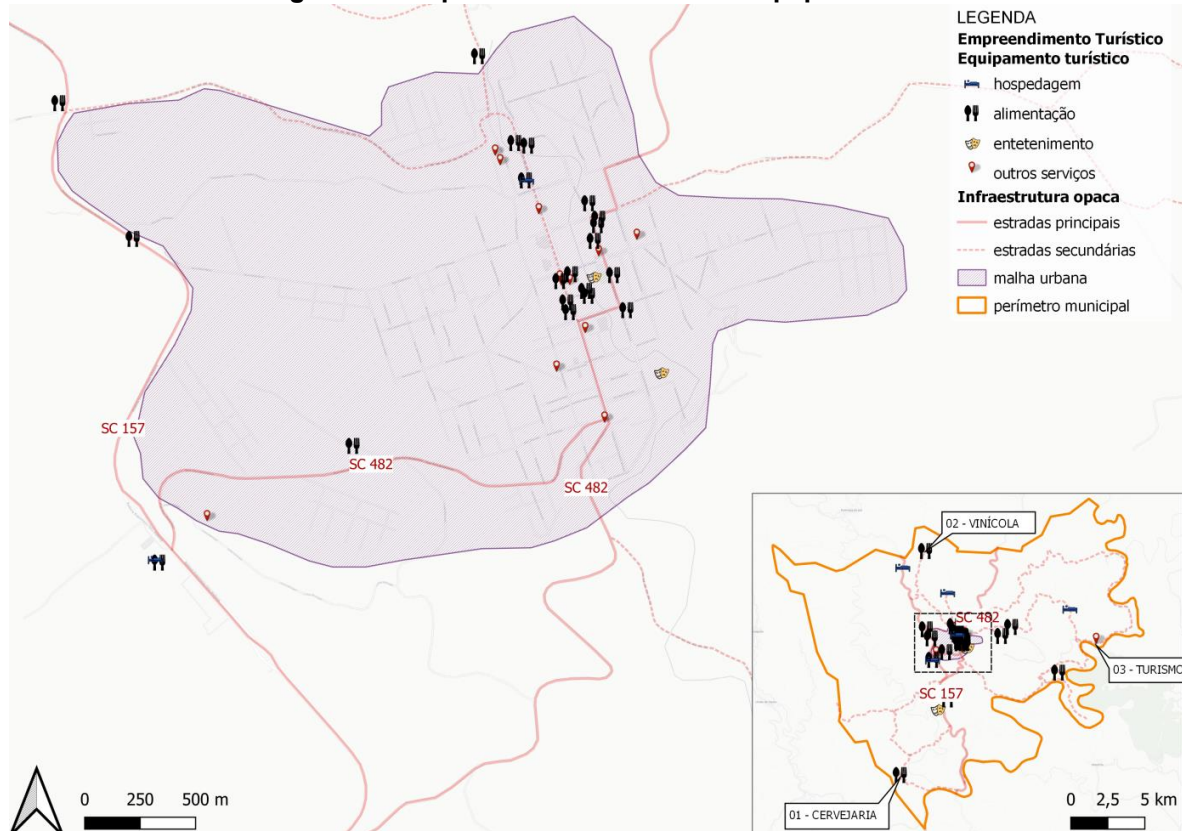 LEGENDA
Empreendimento Turístico
Equipamento turístico
hospedagem
alimentação
entetenimento
outros serviços
Infraestrutura opaca
estradas principais
estradas secundárias
malha urbana
perímetro municipal
SC 157
SC 482
SC 482
0 250 500 m
02 - VINÍCOLA
SC 482
03 - TURISMO
SC 157
01 - CERVEJARIA
0 2,5 5 km